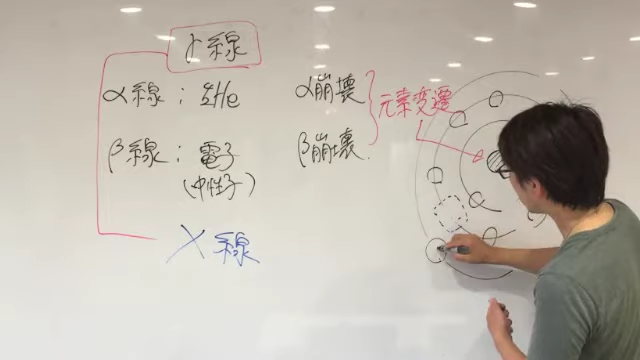 γ線
α線 ; ⁴₂He
β線 ; 電子
(中性子)
X線
α崩壊
β崩壊.
元素変遷